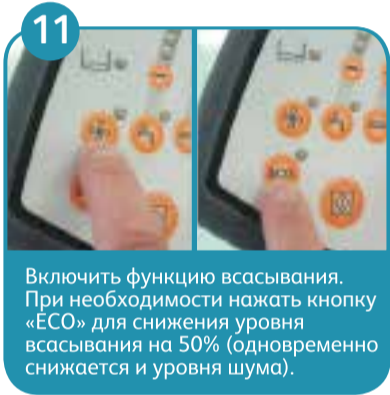 11
Включить функцию всасывания.
При необходимости нажать кнопку
«ECO» для снижения уровня
всасывания на 50% (одновременно
снижается и уровня шума).